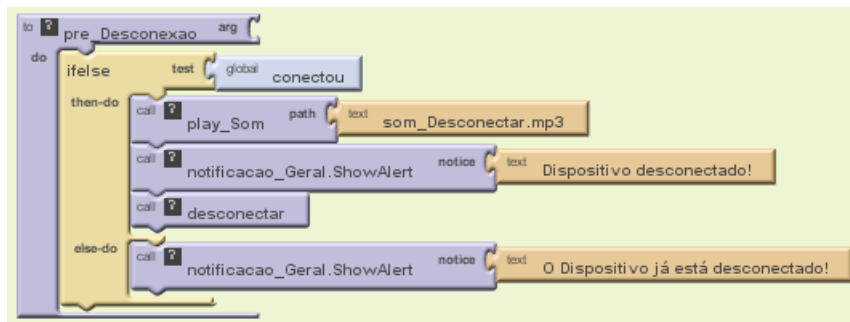 to ? pre_Desconexao arg
do ifelse test global conectou
then-do call ? play_Som path text som_Desconectar.mp3
call ? notificacao_Geral.ShowAlert notice text Dispositivo desconectado!
call ? desconectar
else-do call ? notificacao_Geral.ShowAlert notice text O Dispositivo já está desconectado!